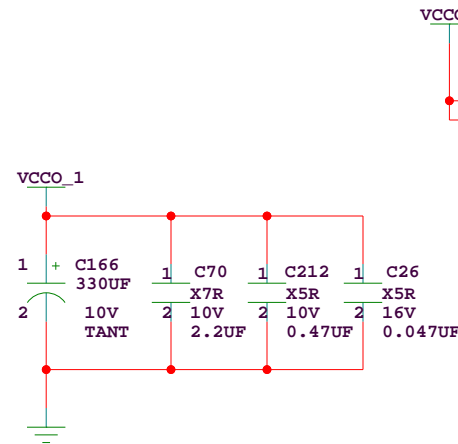 VCCO
VCCO_1
1 + C166
330UF
2 10V
TANT
1 C70
X7R
2 10V
2.2UF
1 C212
X5R
2 10V
0.47UF
1 C26
X5R
2 16V
0.047UF